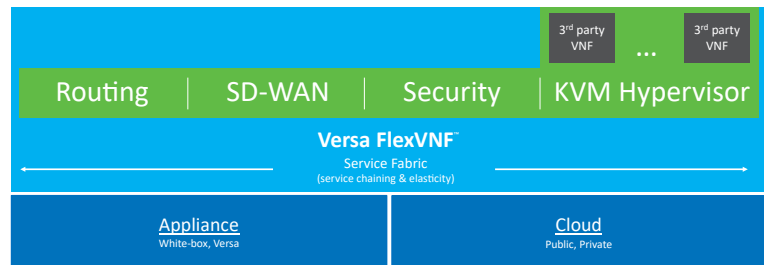 3rd party
VNF
...
3rd party
VNF
Routing
SD-WAN
Security
KVM Hypervisor
Versa FlexVNF™
Service Fabric
(service chaining & elasticity)
Appliance
White-box, Versa
Cloud
Public, Private